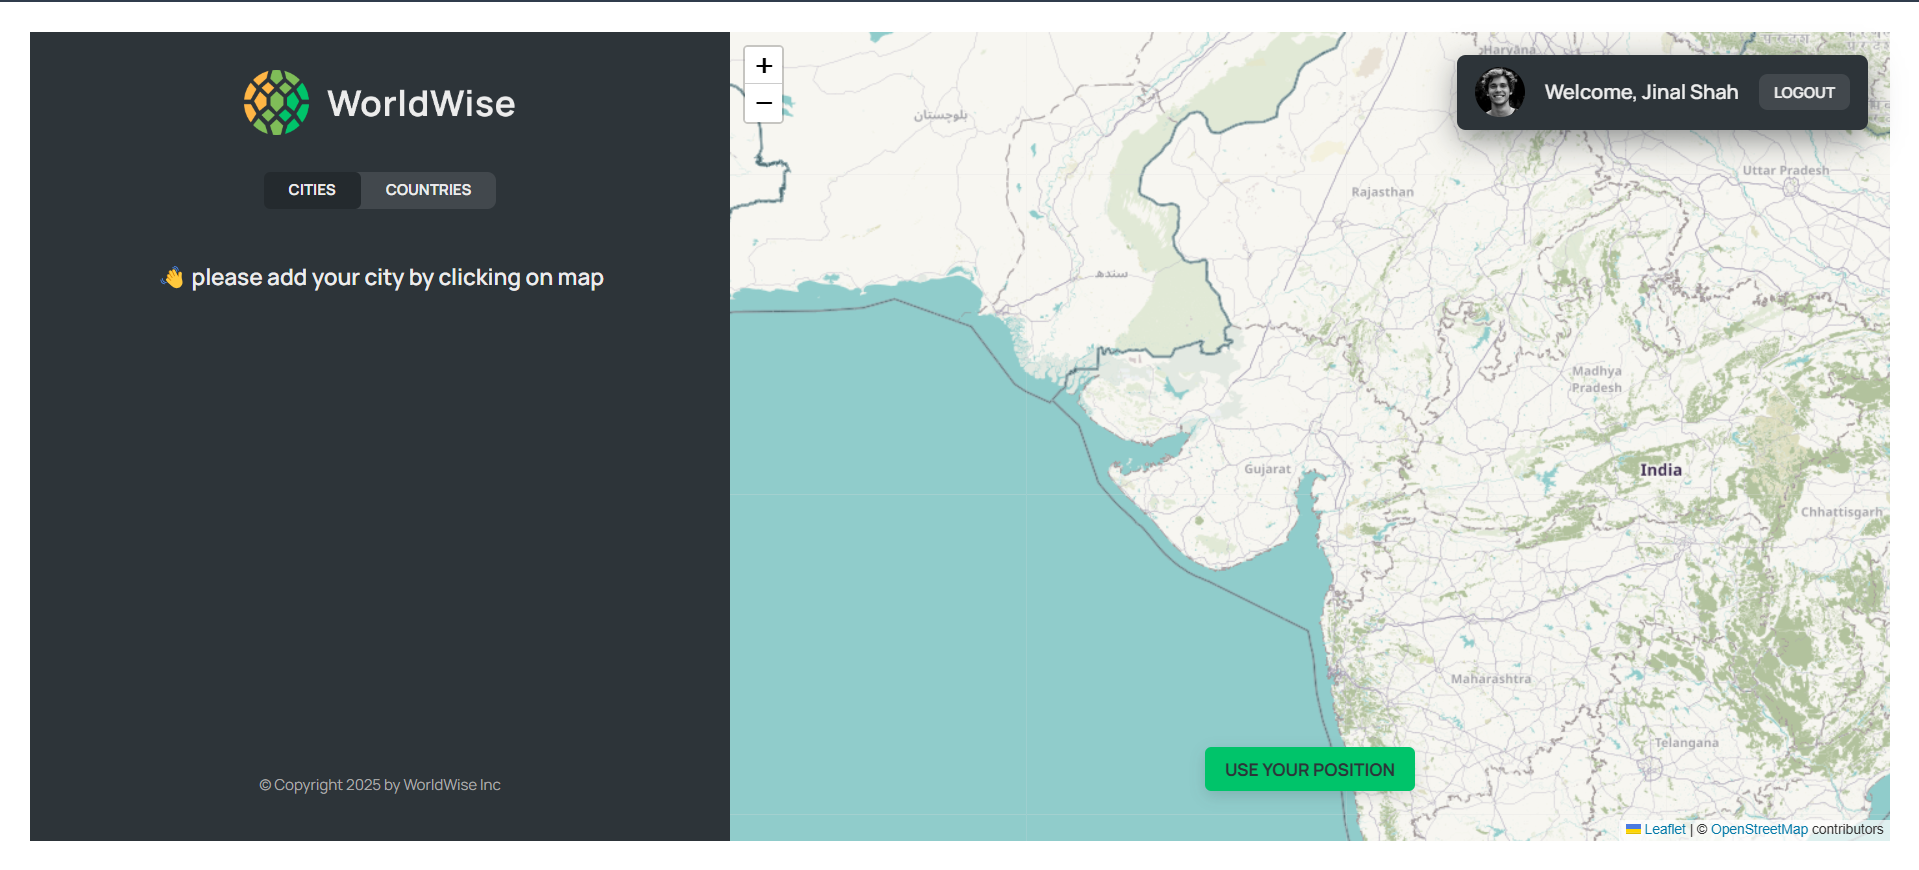 WorldWise
CITIES
COUNTRIES
👋 please add your city by clicking on map
© Copyright 2025 by WorldWise Inc
+
−
Haryana
Welcome, Jinal Shah
LOGOUT
بلوچستان
Uttar Pradesh
Rajasthan
سندھ
Madhya
Pradesh
Gujarat
India
Chhattisgarh
Maharashtra
Telangana
USE YOUR POSITION
Leaflet | © OpenStreetMap contributors